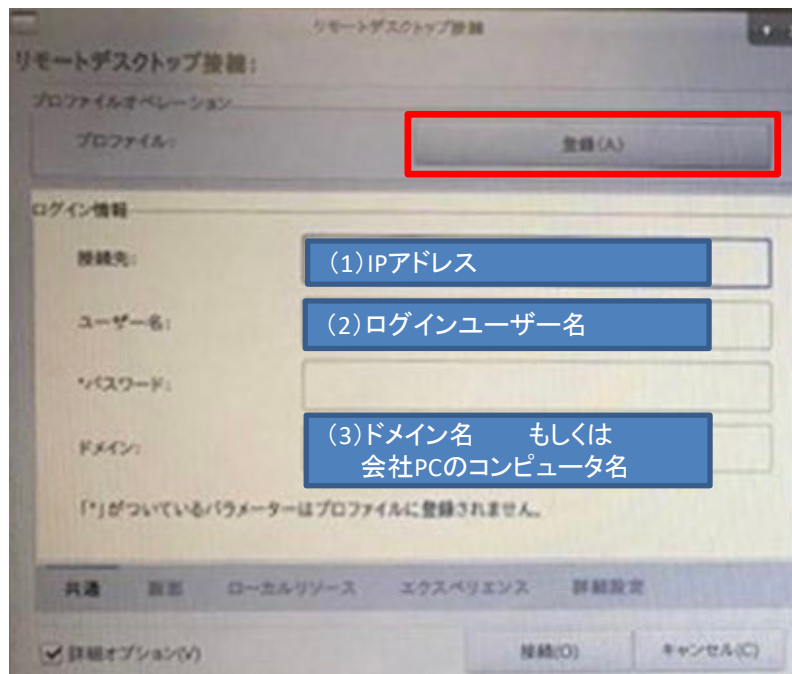 リモートデスクトップ接続
リモートデスクトップ接続:
プロファイルオペレーション
プロファイル: 登録(A)
ログイン情報
接続先: (1)IPアドレス
ユーザー名: (2)ログインユーザー名
*パスワード:
ドメイン: (3)ドメイン名 もしくは
会社PCのコンピュータ名
「*」がついているパラメーターはプロファイルに登録されません。
共通 画面 ローカルリソース エクスペリエンス 詳細設定
詳細オプション(V) 接続(O) キャンセル(C)